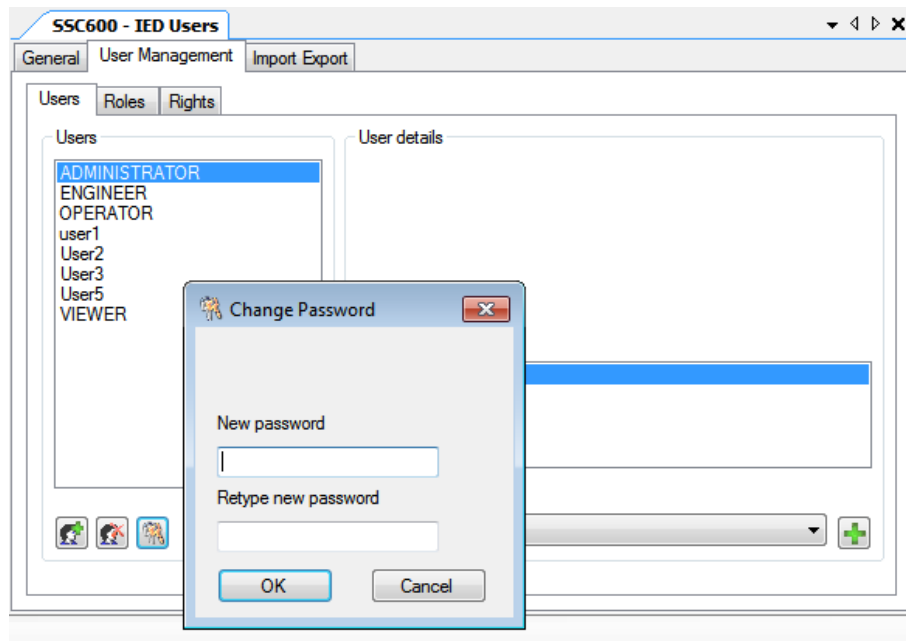 SSC600 - IED Users
General User Management Import Export
Users Roles Rights
Users
User details
ADMINISTRATOR
ENGINEER
OPERATOR
user1
User2
User3
User5
VIEWER
Change Password
New password
Retype new password
OK Cancel